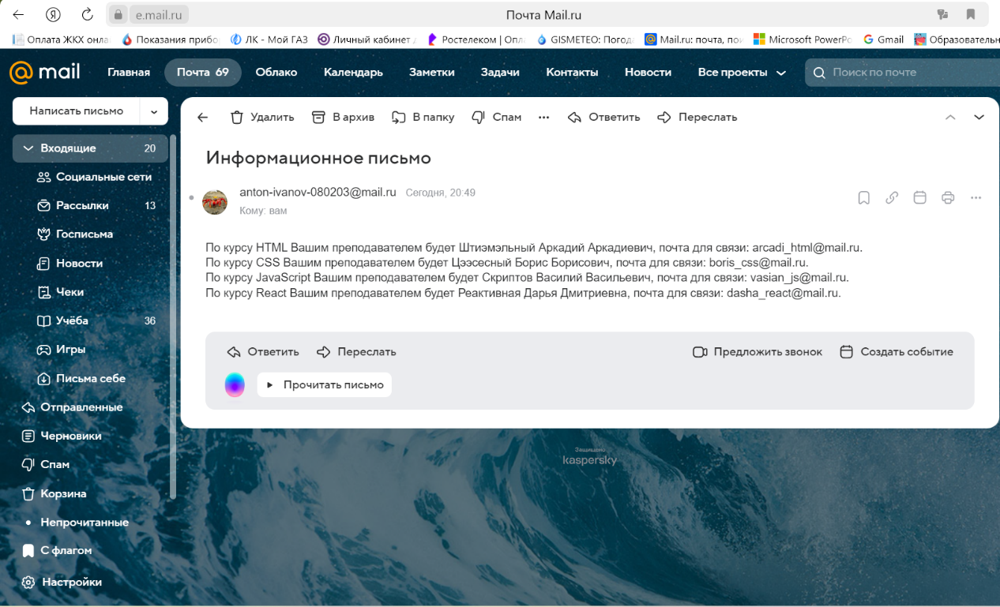 e.mail.ru
Почта Mail.ru
Оплата ЖКХ онла
Показания прибо
ЛК - Мой ГАЗ
Личный кабинет
Ростелеком | Опл
GISMETEO: Погод
Mail.ru: почта, по
Microsoft PowerPo
Gmail
Образователь
@mail
Главная
Почта 69
Облако
Календарь
Заметки
Задачи
Контакты
Новости
Все проекты
Поиск по почте
Написать письмо
Удалить
В архив
В папку
Спам
Ответить
Переслать
Входящие 20
Социальные сети
Рассылки 13
Госписьма
Новости
Чеки
Учёба 36
Игры
Письма себе
Отправленные
Черновики
Спам
Корзина
Непрочитанные
С флагом
Настройки
Информационное письмо
anton-ivanov-080203@mail.ru Сегодня, 20:49
Кому: вам
По курсу HTML Вашим преподавателем будет Штиэмэльный Аркадий Аркадиевич, почта для связи: arcadi_html@mail.ru.
По курсу CSS Вашим преподавателем будет Цээсесный Борис Борисович, почта для связи: boris_css@mail.ru.
По курсу JavaScript Вашим преподавателем будет Скриптов Василий Васильевич, почта для связи: vasian_js@mail.ru.
По курсу React Вашим преподавателем будет Реактивная Дарья Дмитриевна, почта для связи: dasha_react@mail.ru.
Ответить
Переслать
Предложить звонок
Создать событие
Прочитать письмо
Защищено
kaspersky